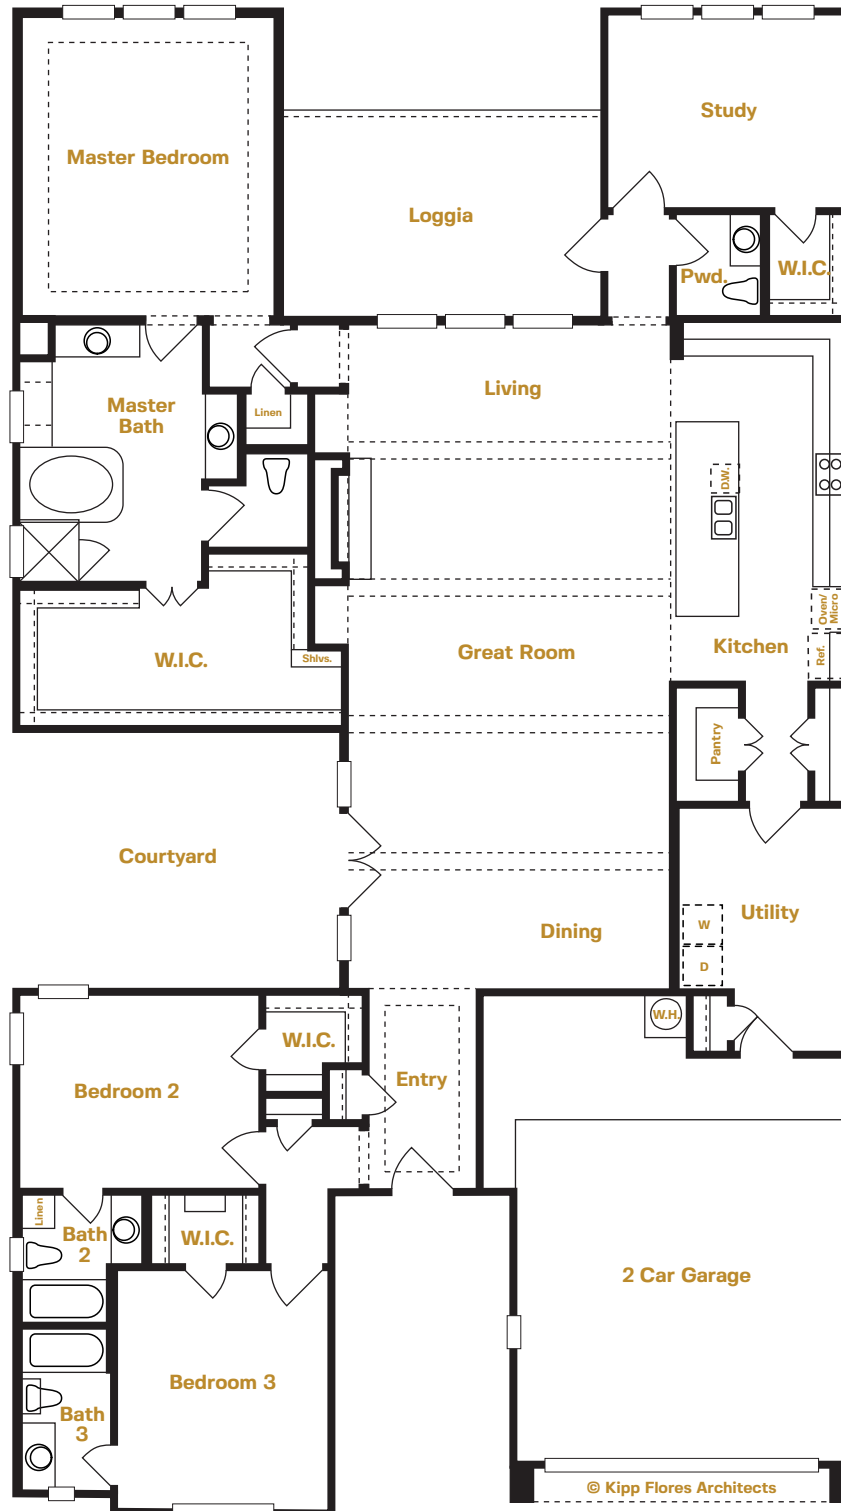 Study
Master Bedroom
Loggia
W.I.C.
Pwd.
Living
Master
Bath
Linen
D.W.
Oven/
Micro
Kitchen
Great Room
Ref.
W.I.C.
Shlvs.
Pantry
Courtyard
Utility
W
Dining
D
W.H.
W.I.C.
Entry
Bedroom 2
Linen
Bath
2
W.I.C.
2 Car Garage
Bedroom 3
Bath
3
© Kipp Flores Architects